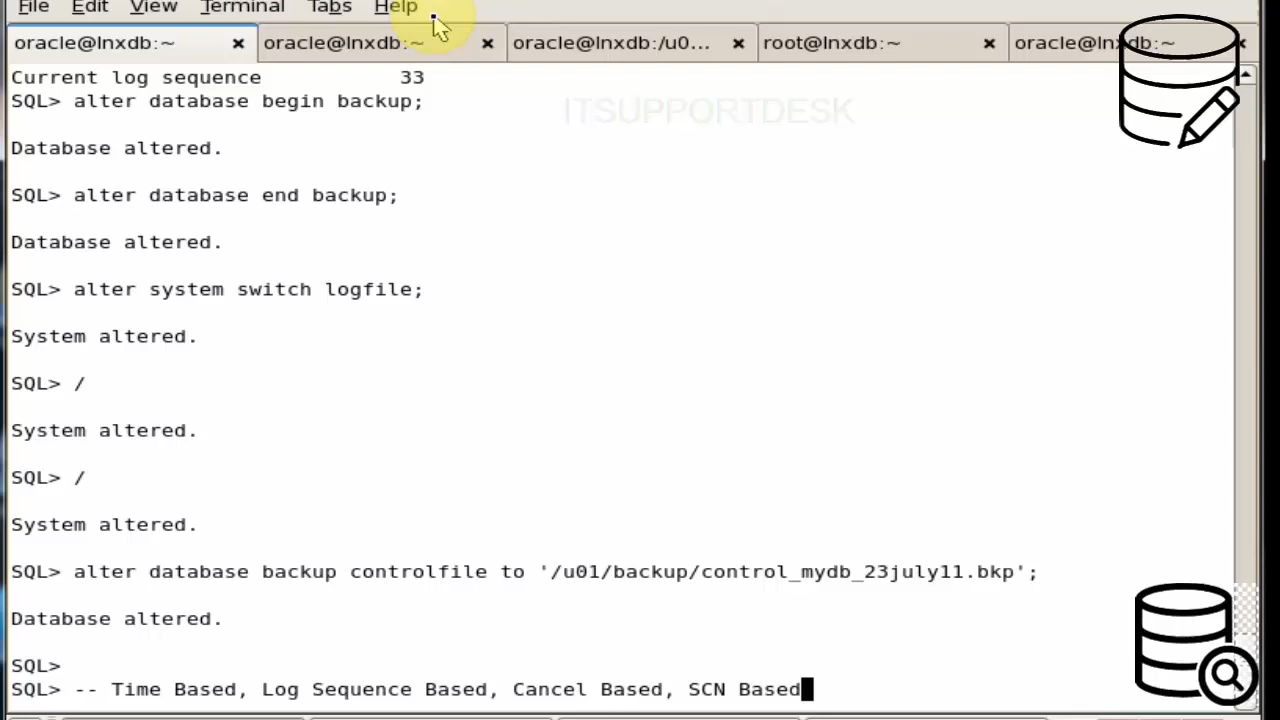 File Edit View Terminal Tabs Help
oracle@lnxdb:~ oracle@lnxdb:~ oracle@lnxdb:/u0... root@lnxdb:~ oracle@lnxdb:~
Current log sequence 33
SQL> alter database begin backup;
ITSUPPORTDESK
Database altered.
SQL> alter database end backup;
Database altered.
SQL> alter system switch logfile;
System altered.
SQL> /
System altered.
SQL> /
System altered.
SQL> alter database backup controlfile to '/u01/backup/control_mydb_23july11.bkp';
Database altered.
SQL>
SQL> -- Time Based, Log Sequence Based, Cancel Based, SCN Based